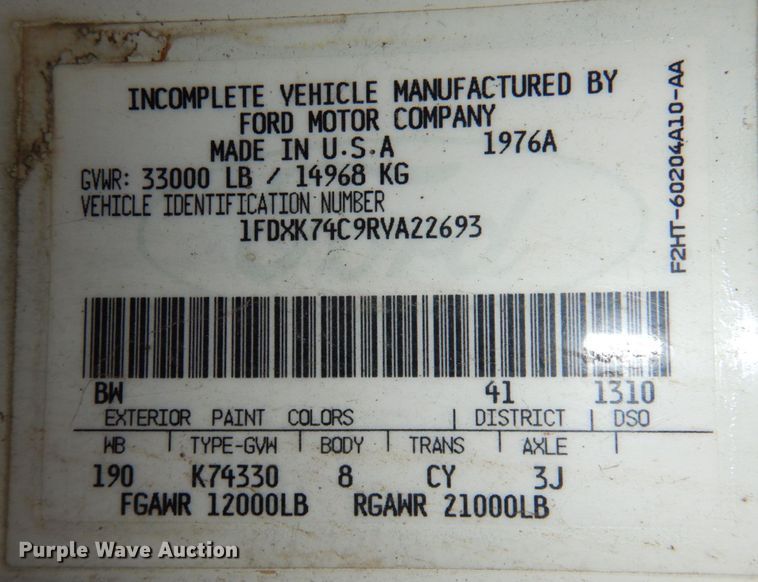 INCOMPLETE VEHICLE MANUFACTURED BY
FORD MOTOR COMPANY
MADE IN U.S.A 1976A
GVWR: 33000 LB / 14968 KG
VEHICLE IDENTIFICATION NUMBER
1FDXK74C9RVA22693
F2HT-60204A10-AA
BW 41 1310
EXTERIOR PAINT COLORS | DISTRICT | DSO
WB | TYPE-GVW | BODY | TRANS | AXLE
190 K74330 8 CY 3J
FGAWR 12000LB RGAWR 21000LB
Purple Wave Auction